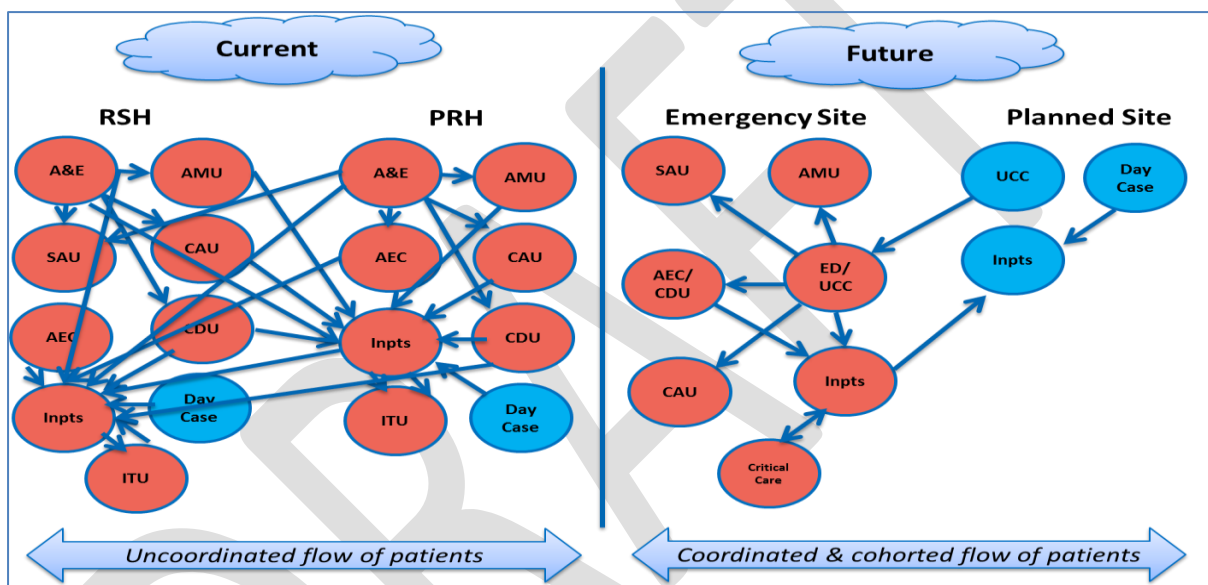 Current
Future
RSH
PRH
Emergency Site
Planned Site
A&E
AMU
A&E
AMU
SAU
CAU
AEC
CAU
AEC
CDU
Inpts
CDU
Inpts
Day
Case
ITU
Day
Case
ITU
SAU
AMU
UCC
Day
Case
AEC/
CDU
ED/
UCC
Inpts
CAU
Inpts
Critical
Care
Uncoordinated flow of patients
Coordinated & cohorted flow of patients
DRAFT